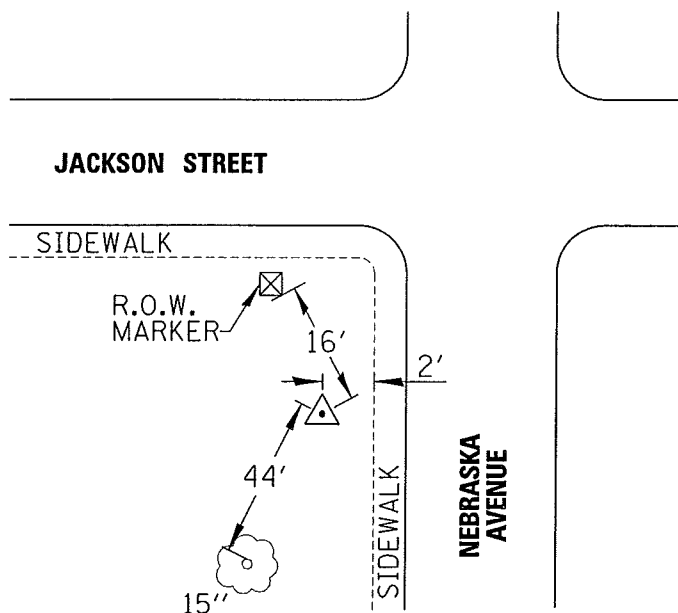 JACKSON STREET
SIDEWALK
R.O.W.
MARKER
16'
2'
44'
15"
SIDEWALK
NEBRASKA
AVENUE